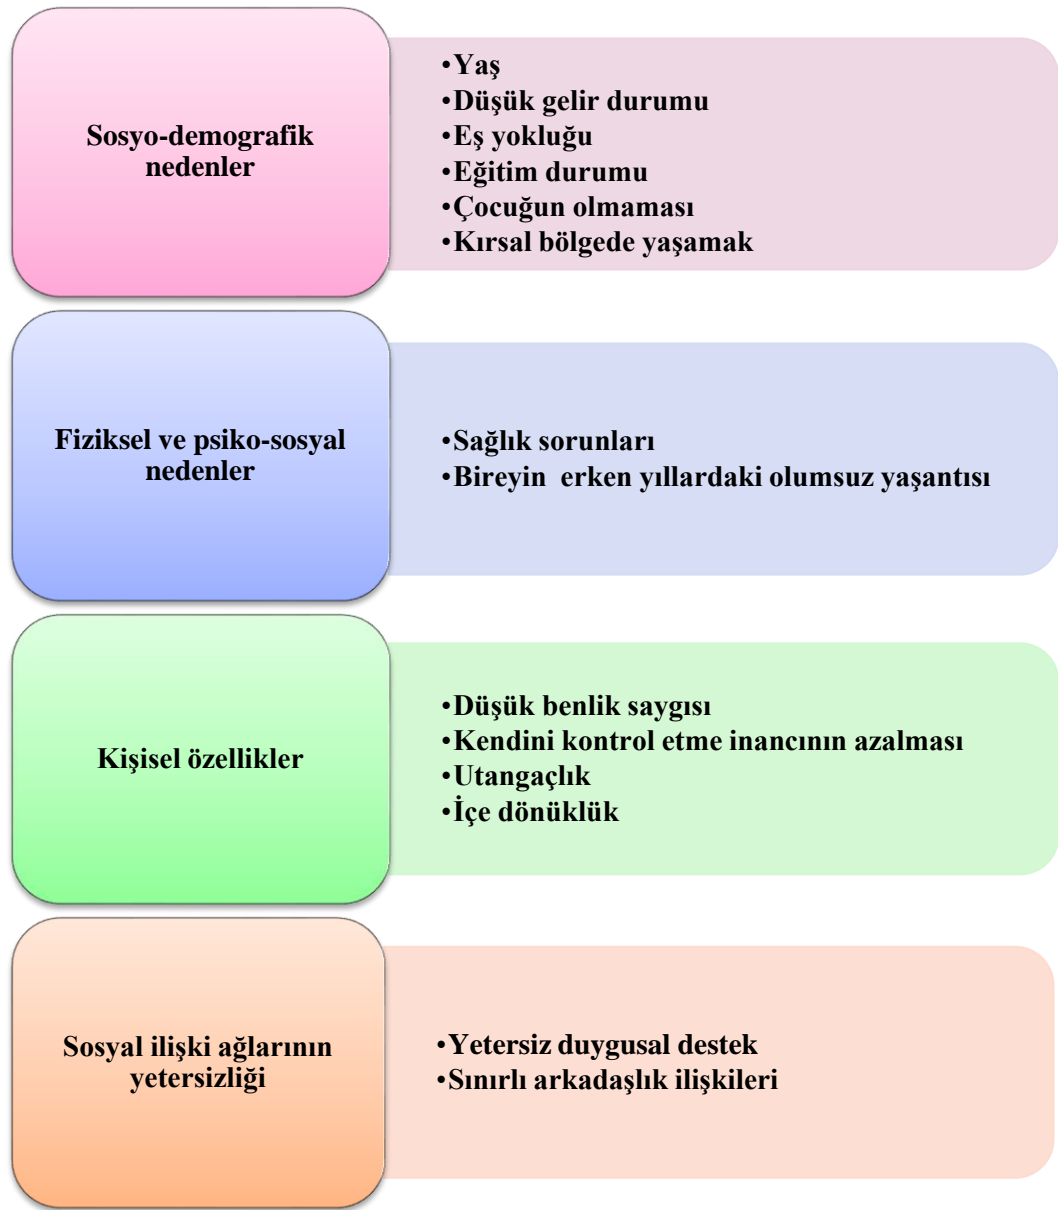 Sosyo-demografik
nedenler
•Yaş
•Düşük gelir durumu
•Eş yokluğu
•Eğitim durumu
•Çocuğun olmaması
•Kırsal bölgede yaşamak
Fiziksel ve psiko-sosyal
nedenler
•Sağlık sorunları
•Bireyin  erken yıllardaki olumsuz yaşantısı
Kişisel özellikler
•Düşük benlik saygısı
•Kendini kontrol etme inancının azalması
•Utangaçlık
•İçe dönüklük
Sosyal ilişki ağlarının
yetersizliği
•Yetersiz duygusal destek
•Sınırlı arkadaşlık ilişkileri